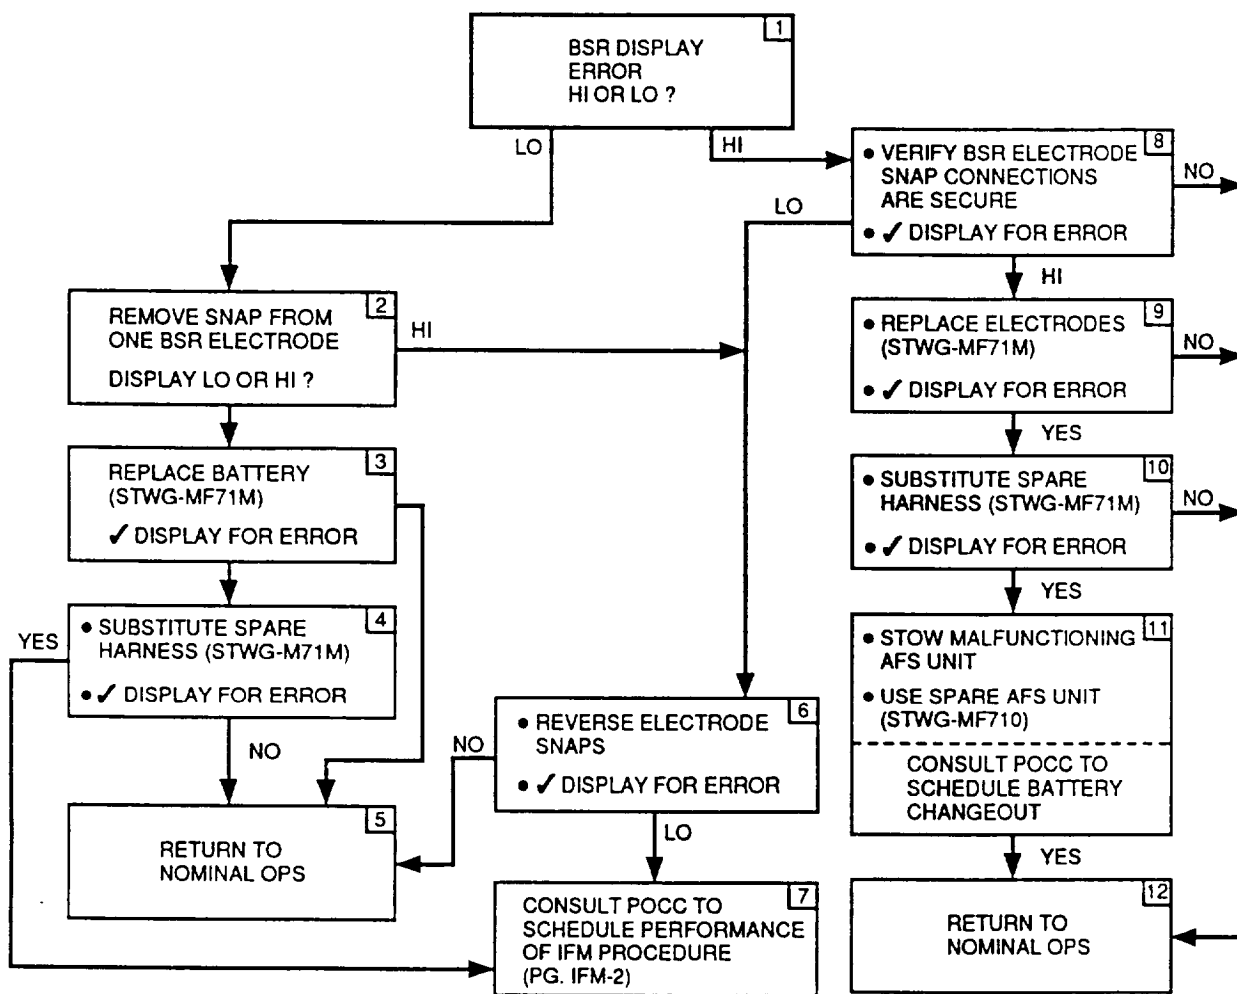 1
BSR DISPLAY
ERROR
HI OR LO ?
LO
HI
8
• VERIFY BSR ELECTRODE
SNAP CONNECTIONS
ARE SECURE
• ✓ DISPLAY FOR ERROR
NO
LO
HI
2
REMOVE SNAP FROM
ONE BSR ELECTRODE
DISPLAY LO OR HI ?
HI
9
• REPLACE ELECTRODES
(STWG-MF71M)
• ✓ DISPLAY FOR ERROR
NO
YES
3
REPLACE BATTERY
(STWG-MF71M)
✓ DISPLAY FOR ERROR
10
• SUBSTITUTE SPARE
HARNESS (STWG-MF71M)
• ✓ DISPLAY FOR ERROR
NO
YES
4
• SUBSTITUTE SPARE
HARNESS (STWG-M71M)
• ✓ DISPLAY FOR ERROR
YES
NO
11
• STOW MALFUNCTIONING
AFS UNIT
• USE SPARE AFS UNIT
(STWG-MF710)
CONSULT POCC TO
SCHEDULE BATTERY
CHANGEOUT
YES
6
• REVERSE ELECTRODE
SNAPS
• ✓ DISPLAY FOR ERROR
NO
LO
5
RETURN TO
NOMINAL OPS
7
CONSULT POCC TO
SCHEDULE PERFORMANCE
OF IFM PROCEDURE
(PG. IFM-2)
12
RETURN TO
NOMINAL OPS